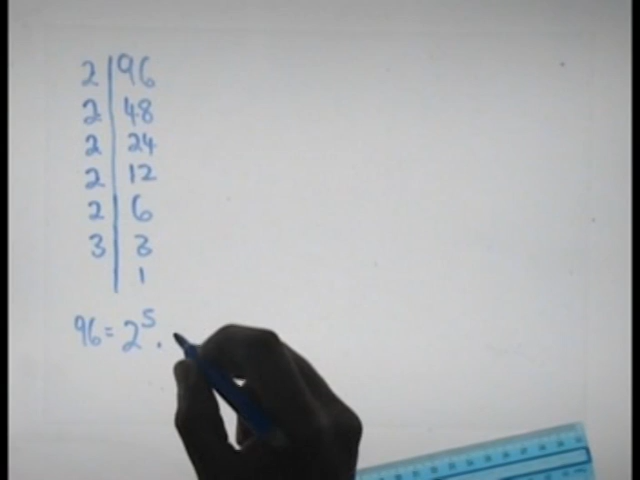 2 | 96
2 | 48
2 | 24
2 | 12
2 | 6
3 | 3
| 1
96 = 2⁵.